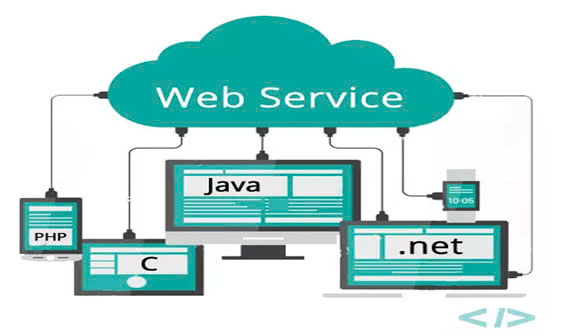 Web Service
Java
10:05
PHP
C
.net
</>